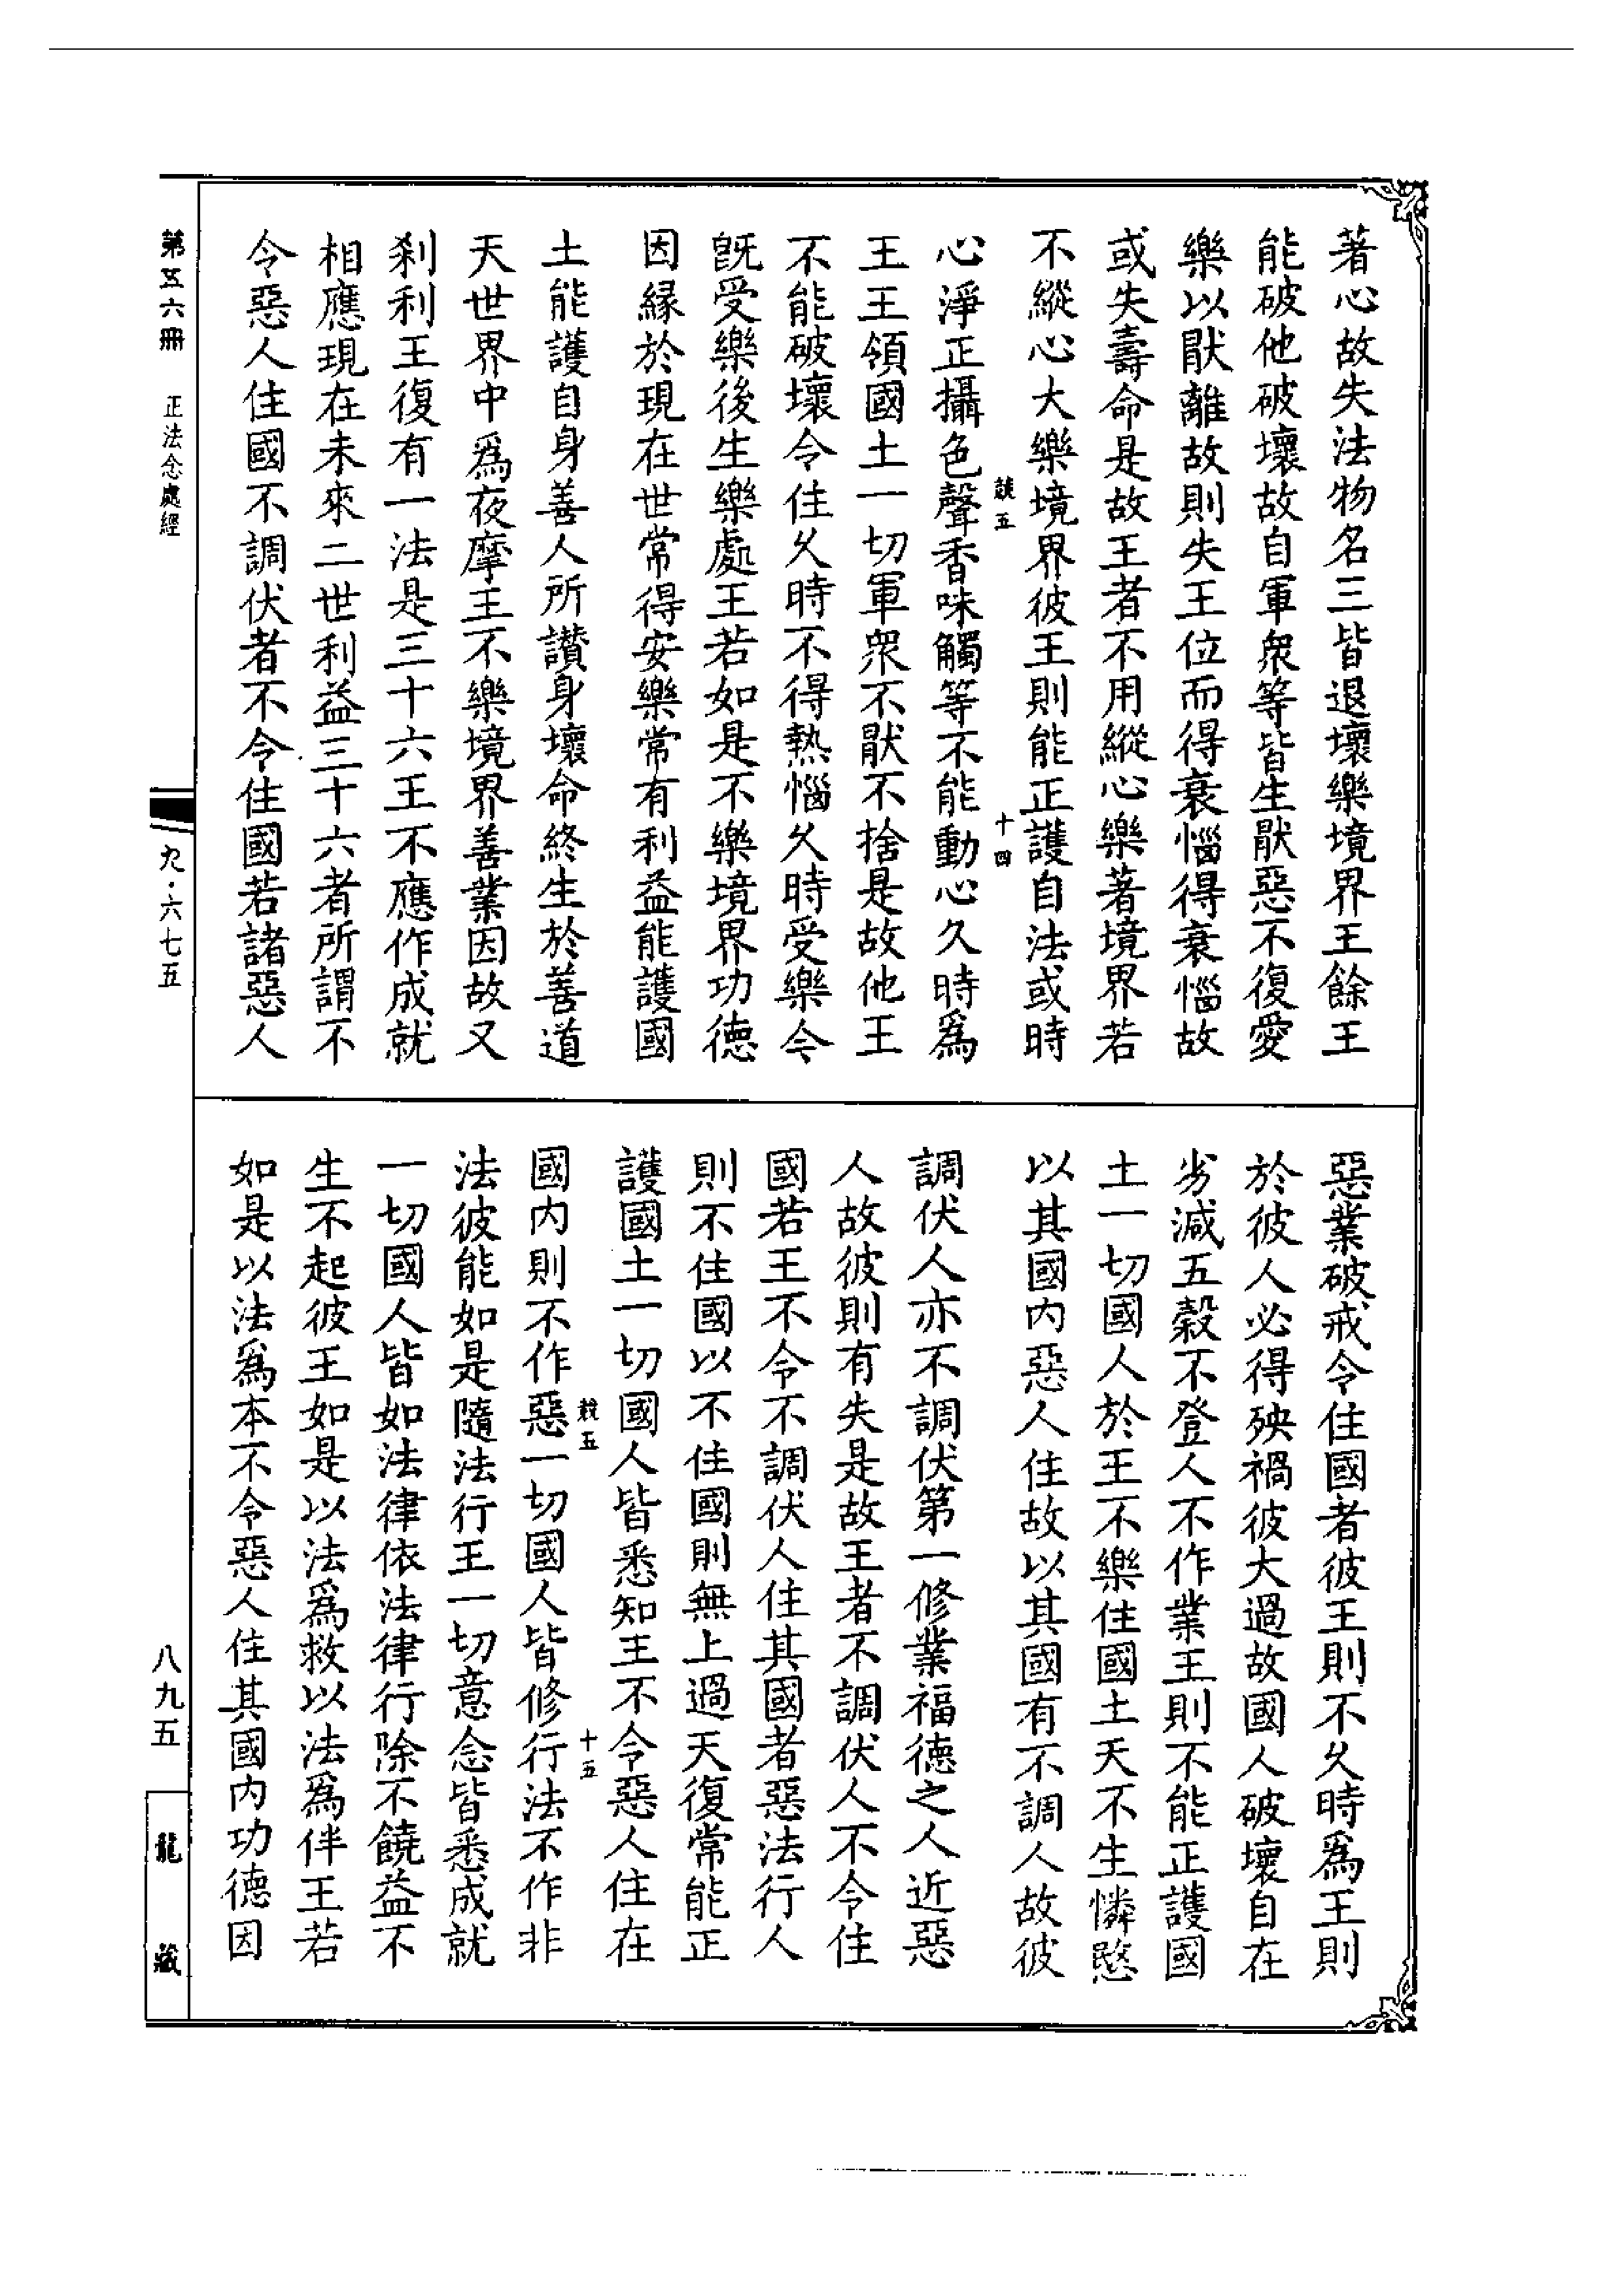 著心故失法物名三皆退壞樂境界王餘王
能破他破壞故自軍衆等皆生猒惡不復愛
樂以猒離故則失王位而得衰惱得衰惱故
或失壽命是故王者不用縱心樂著境界若
不縱心大樂境界彼王則能正護自法或時
競五　十四
心淨正攝色聲香味觸等不能動心久時爲
王王領國土一切軍衆不猒不捨是故他王
不能破壞令住久時不得熱惱久時受樂令
旣受樂後生樂處王若如是不樂境界功德
因緣於現在世常得安樂常有利益能護國
土能護自身善人所讚身壞命終生於善道
天世界中爲夜摩王不樂境界善業因故又
刹利王復有一法是三十六王不應作成就
相應現在未來二世利益三十六者所謂不
令惡人住國不調伏者不令住國若諸惡人
惡業破戒令住國者彼王則不久時爲王則
於彼人必得殃禍彼大過故國人破壞自在
劣減五穀不登人不作業王則不能正護國
土一切國人於王不樂住國土天不生憐愍
以其國內惡人住故以其國有不調人故彼
調伏人亦不調伏第一修業福德之人近惡
人故彼則有失是故王者不調伏人不令住
國若王不令不調伏人住其國者惡法行人
則不住國以不住國則無上過天復常能正
護國土一切國人皆悉知王不令惡人住在
競五　十五
國內則不作惡一切國人皆修行法不作非
法彼能如是隨法行王一切意念皆悉成就
一切國人皆如法律依法律行除不饒益不
生不起彼王如是以法爲救以法爲伴王若
如是以法爲本不令惡人住其國內功德因
第五六冊　正法念處經
九·六七五
八九五
龍藏